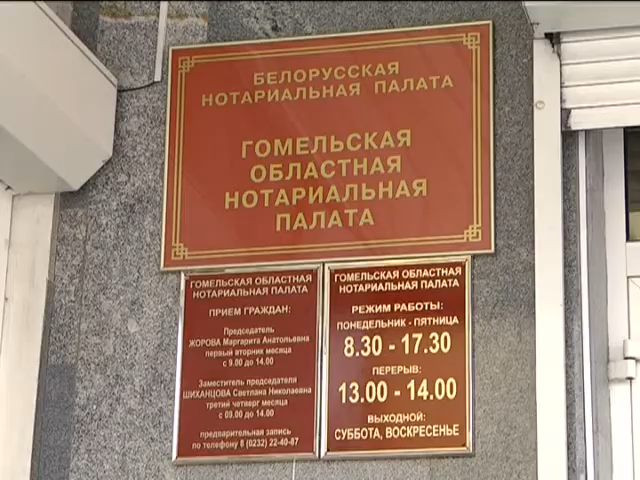 БЕЛОРУССКАЯ
НОТАРИАЛЬНАЯ ПАЛАТА
ГОМЕЛЬСКАЯ
ОБЛАСТНАЯ
НОТАРИАЛЬНАЯ
ПАЛАТА
ГОМЕЛЬСКАЯ ОБЛАСТНАЯ
НОТАРИАЛЬНАЯ ПАЛАТА
ПРИЕМ ГРАЖДАН:
Председатель
ЖОРОВА Маргарита Анатольевна
первый вторник месяца
с 9.00 до 14.00
Заместитель председателя
ШИХАНЦОВА Светлана Николаевна
третий четверг месяца
с 09.00 до 14.00
предварительная запись
по телефону 8 (0232) 22-40-87
ГОМЕЛЬСКАЯ ОБЛАСТНАЯ
НОТАРИАЛЬНАЯ ПАЛАТА
РЕЖИМ РАБОТЫ:
ПОНЕДЕЛЬНИК - ПЯТНИЦА
8.30 - 17.30
ПЕРЕРЫВ:
13.00 - 14.00
ВЫХОДНОЙ:
СУББОТА, ВОСКРЕСЕНЬЕ